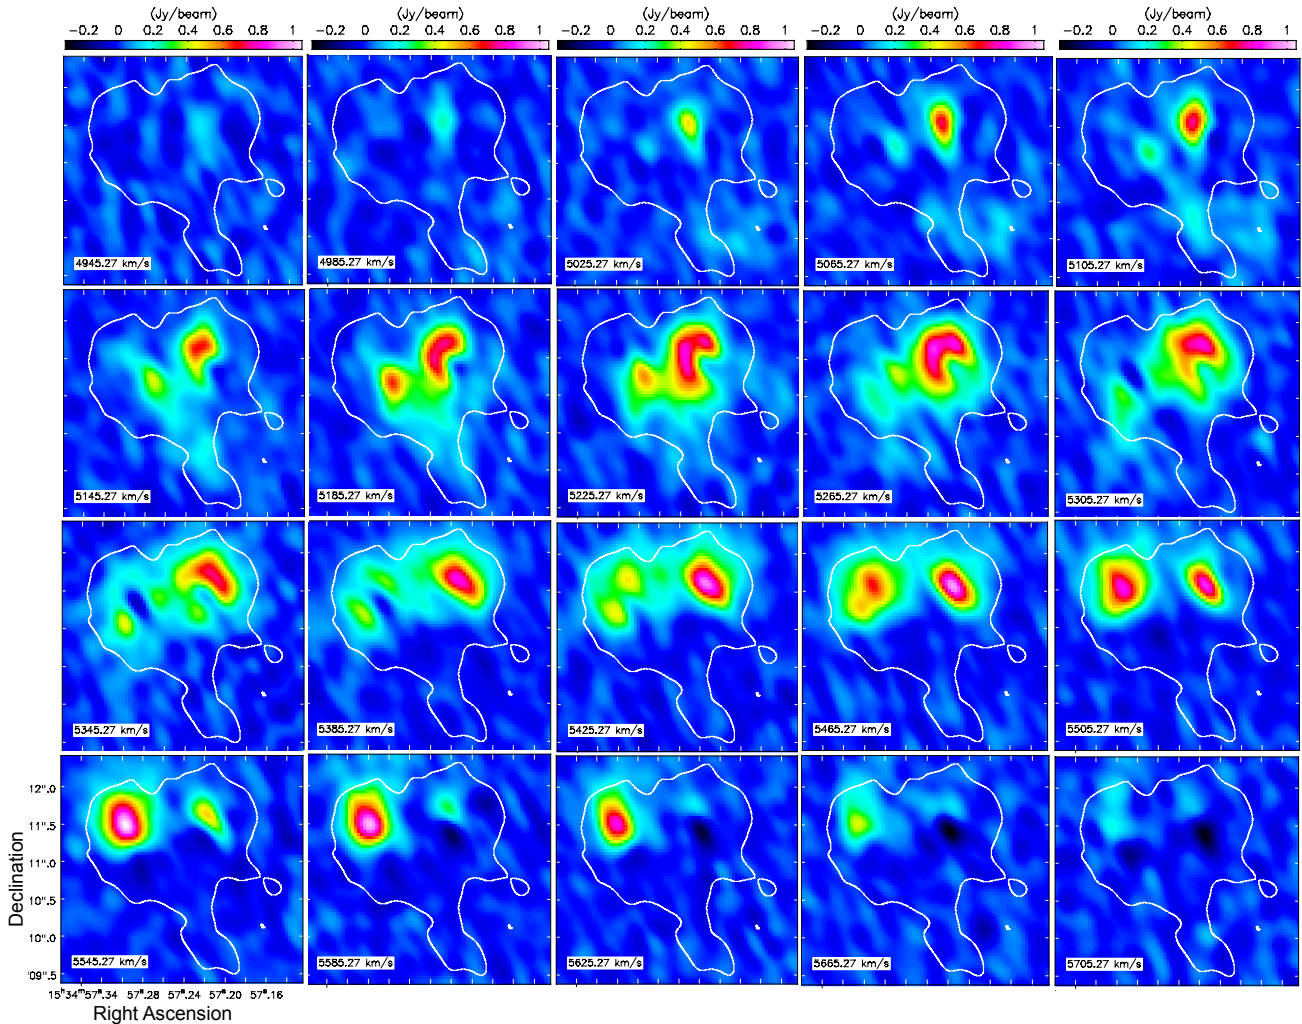 (Jy/beam) (Jy/beam) (Jy/beam) (Jy/beam) (Jy/beam)
−0.2 0 0.2 0.4 0.6 0.8 1 −0.2 0 0.2 0.4 0.6 0.8 1 −0.2 0 0.2 0.4 0.6 0.8 1 −0.2 0 0.2 0.4 0.6 0.8 1 −0.2 0 0.2 0.4 0.6 0.8 1
4945.27 km/s 4985.27 km/s 5025.27 km/s 5065.27 km/s 5105.27 km/s
5145.27 km/s 5185.27 km/s 5225.27 km/s 5265.27 km/s 5305.27 km/s
5345.27 km/s 5385.27 km/s 5425.27 km/s 5465.27 km/s 5505.27 km/s
12".0
11".5
11".0
10".5
10".0
09".5
Declination
5545.27 km/s 5585.27 km/s 5625.27 km/s 5665.27 km/s 5705.27 km/s
15h34m57s.34 57s.28 57s.24 57s.20 57s.16
Right Ascension